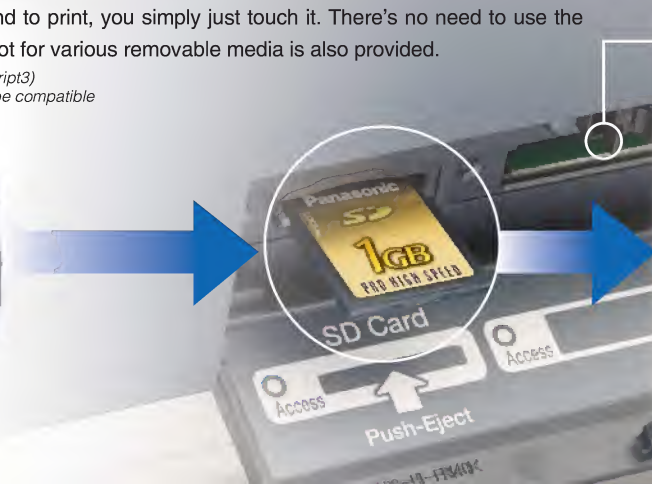 nd to print, you simply just touch it. There's no need to use the
ot for various removable media is also provided.
ript3)
be compatible
Panasonic
SD
1GB
PRO HIGH SPEED
SD Card
Access
Access
Push-Eject